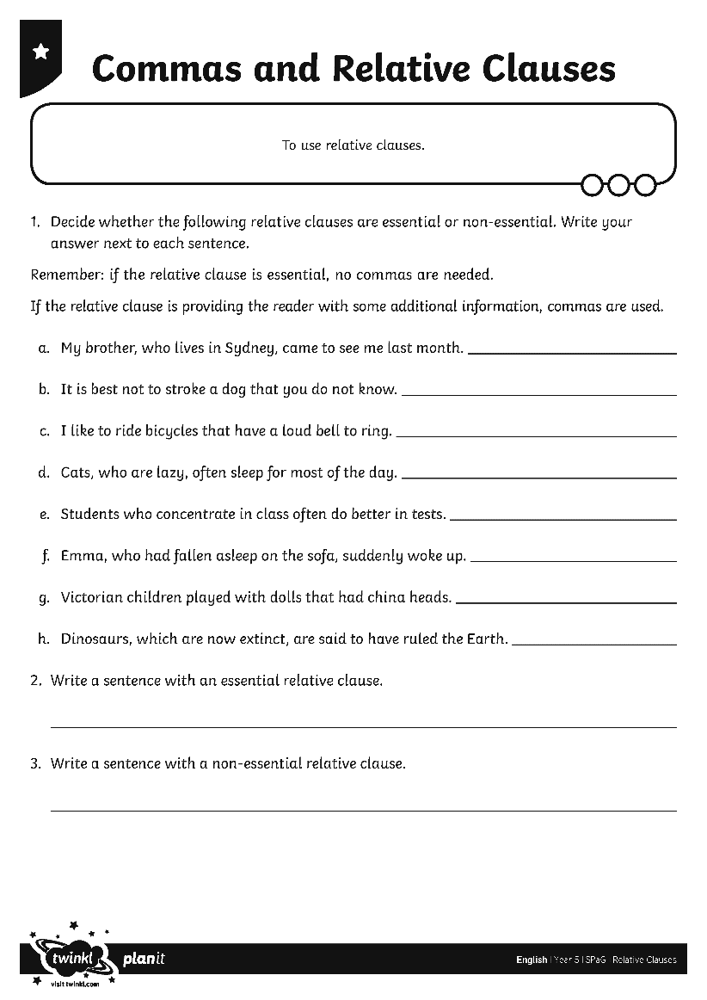 Commas and Relative Clauses
To use relative clauses.
1. Decide whether the following relative clauses are essential or non-essential. Write your
answer next to each sentence.
Remember: if the relative clause is essential, no commas are needed.
If the relative clause is providing the reader with some additional information, commas are used.
a. My brother, who lives in Sydney, came to see me last month.
b. It is best not to stroke a dog that you do not know.
c. I like to ride bicycles that have a loud bell to ring.
d. Cats, who are lazy, often sleep for most of the day.
e. Students who concentrate in class often do better in tests.
f. Emma, who had fallen asleep on the sofa, suddenly woke up.
g. Victorian children played with dolls that had china heads.
h. Dinosaurs, which are now extinct, are said to have ruled the Earth.
2. Write a sentence with an essential relative clause.
3. Write a sentence with a non-essential relative clause.
twinkl planit
visit twinkl.com
English | Year 5 | SPaG | Relative Clauses